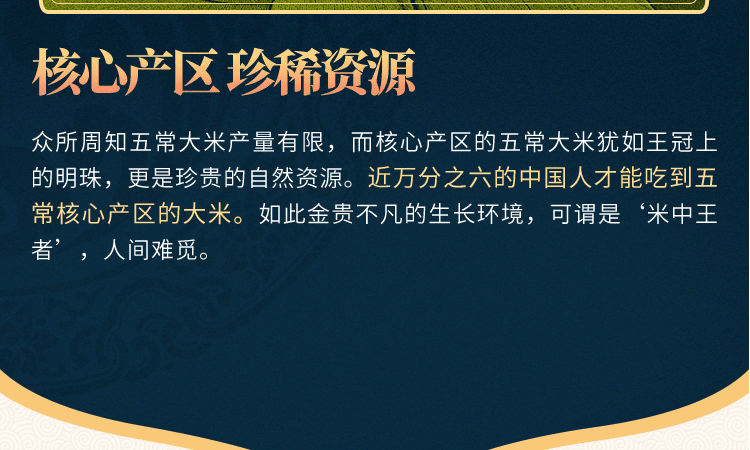 核心产区 珍稀资源
众所周知五常大米产量有限，而核心产区的五常大米犹如王冠上
的明珠，更是珍贵的自然资源。近万分之六的中国人才能吃到五
常核心产区的大米。如此金贵不凡的生长环境，可谓是‘米中王
者’，人间难觅。